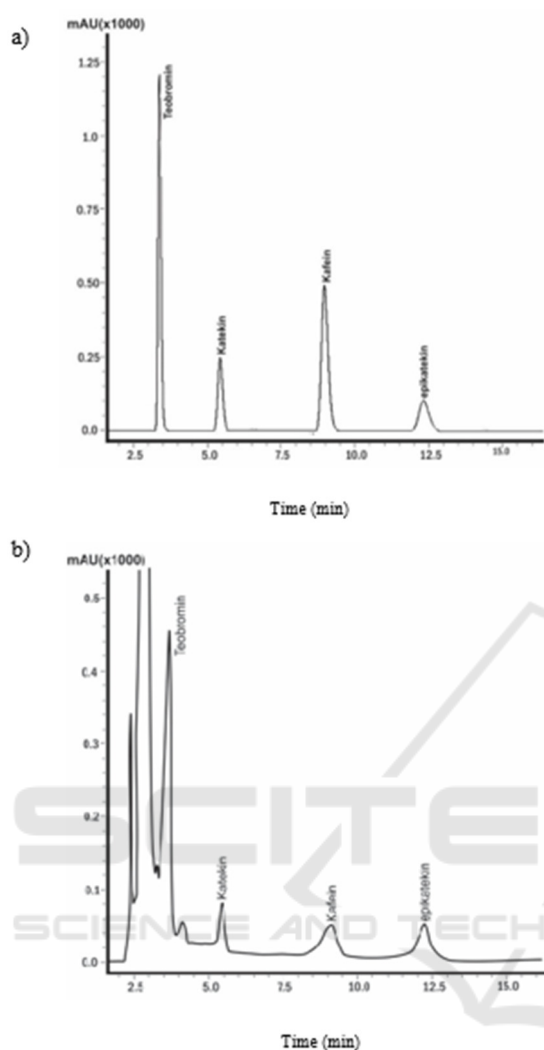 a)
mAU(x1000)
1.25
1.0
0.50
0.25
0.0
Teobromin
Katekin
Kafein
epikatekin
2.5 5.0 7.5 10.0 12.5 15.0
Time (min)
b)
mAU(x1000)
0.5
0.4
0.3
0.2
0.1
0.0
Teobromin
Katekin
Kafein
epikatekin
2.5 5.0 7.5 10.0 12.5 15.0
Time (min)
SCITE
SCIENCE AND TECH